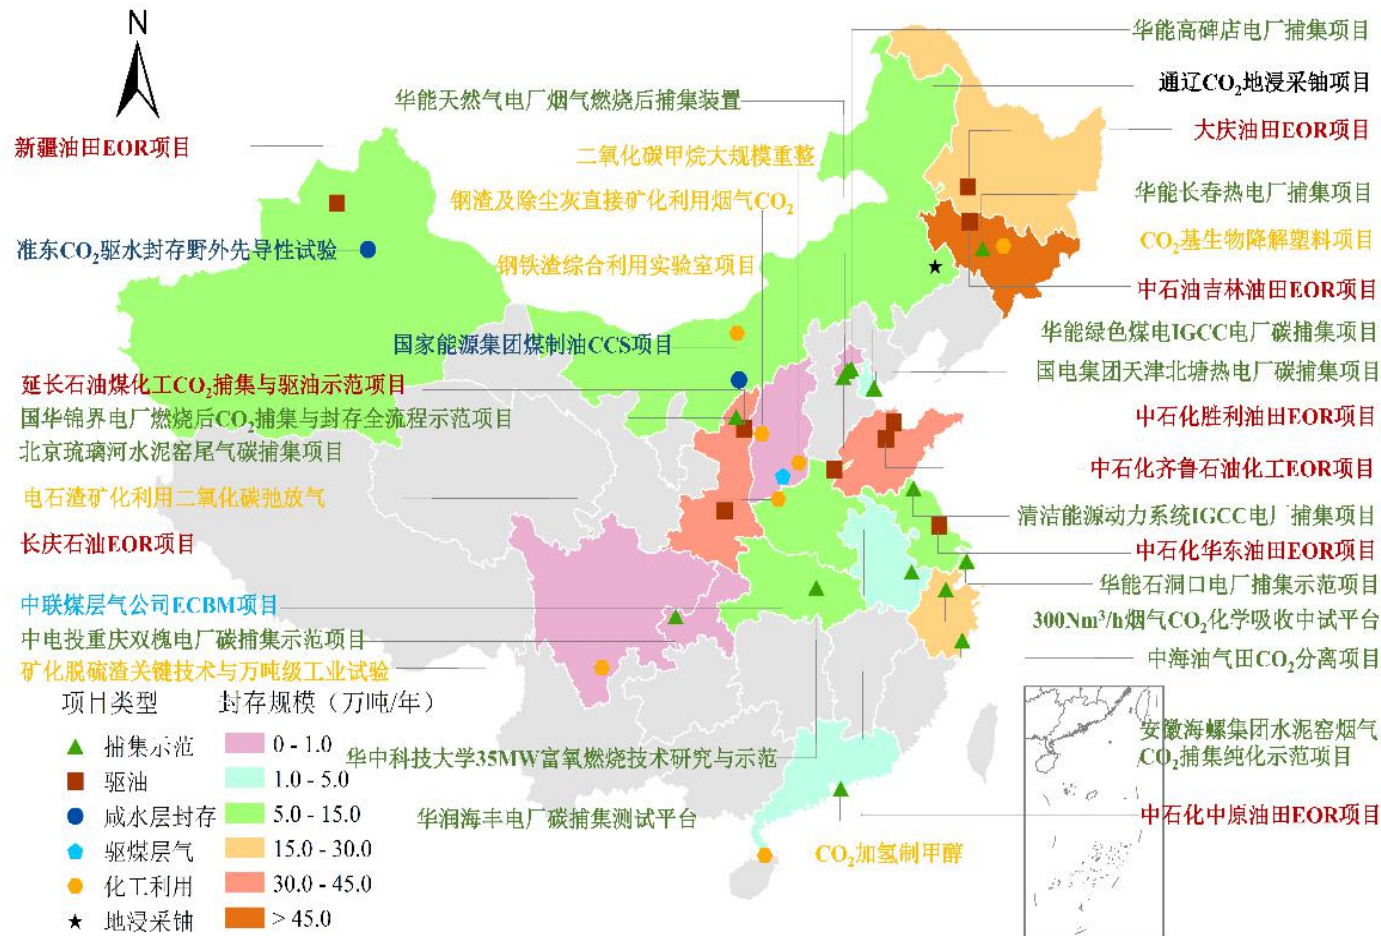 N
华能高碑店电厂捕集项目
通辽CO₂地浸采铀项目
华能天然气电厂烟气燃烧后捕集装置
大庆油田EOR项目
新疆油田EOR项目
二氧化碳甲烷大规模重整
钢渣及除尘灰直接矿化利用烟气CO₂
华能长春热电厂捕集项目
准东CO₂驱水封存野外先导性试验
CO₂基生物降解塑料项目
钢铁渣综合利用实验室项目
中石油吉林油田EOR项目
华能绿色煤电IGCC电厂碳捕集项目
国家能源集团煤制油CCS项目
国电集团天津北塘热电厂碳捕集项目
延长石油煤化工CO₂捕集与驱油示范项目
国华锦界电厂燃烧后CO₂捕集与封存全流程示范项目
中石化胜利油田EOR项目
北京琉璃河水泥窑尾气碳捕集项目
中石化齐鲁石油化工EOR项目
电石渣矿化利用二氧化碳弛放气
清洁能源动力系统IGCC电厂捕集项目
长庆石油EOR项目
中石化华东油田EOR项目
华能石洞口电厂捕集示范项目
中联煤层气公司ECBM项目
300Nm³/h烟气CO₂化学吸收中试平台
中电投重庆双槐电厂碳捕集示范项目
中海油气田CO₂分离项目
矿化脱硫渣关键技术与万吨级工业试验
项目类型 封存规模（万吨/年）
捕集示范 0 - 1.0
驱油 1.0 - 5.0
咸水层封存 5.0 - 15.0
驱煤层气 15.0 - 30.0
化工利用 30.0 - 45.0
地浸采铀 > 45.0
华中科技大学35MW富氧燃烧技术研究与示范
安徽海螺集团水泥窑烟气
CO₂捕集纯化示范项目
华润海丰电厂碳捕集测试平台
中石化中原油田EOR项目
CO₂加氢制甲醇